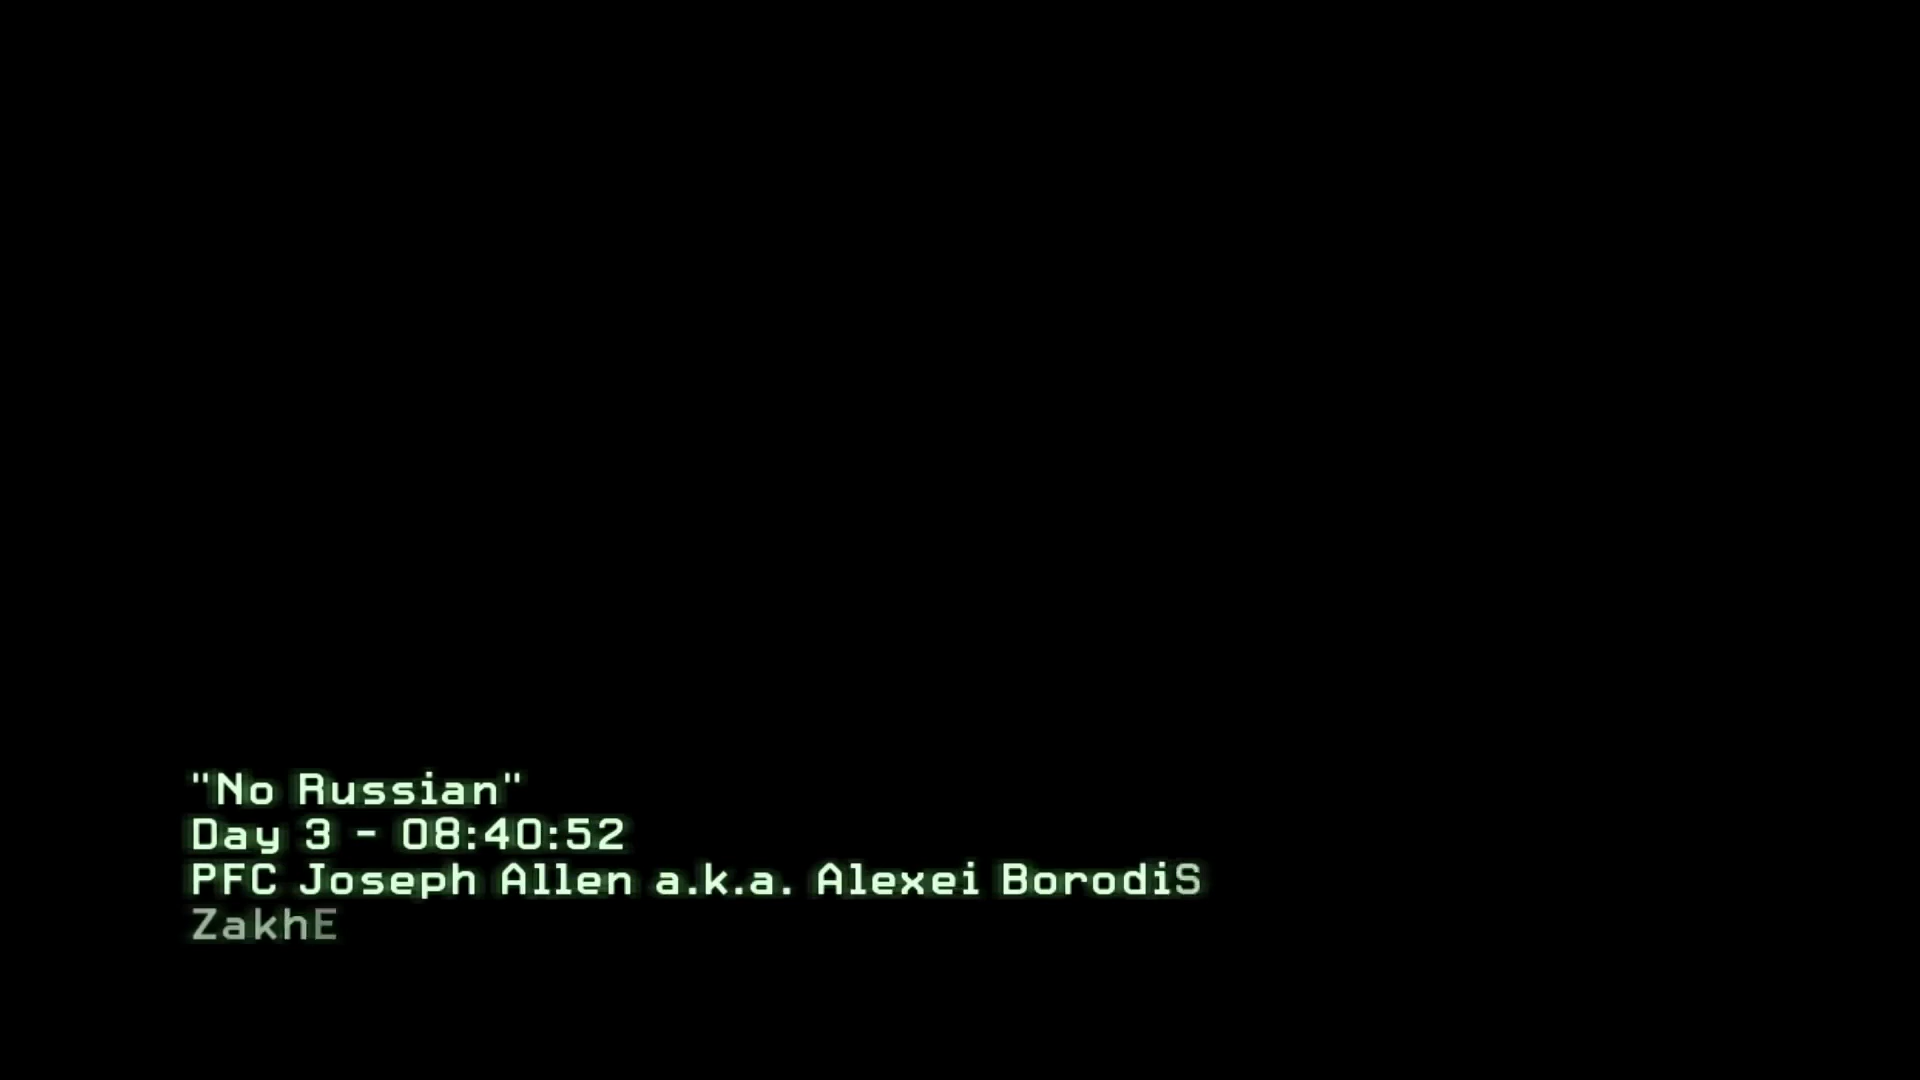 "No Russian"
Day 3 - 08:40:52
PFC Joseph Allen a.k.a. Alexei BorodiS
ZakhE